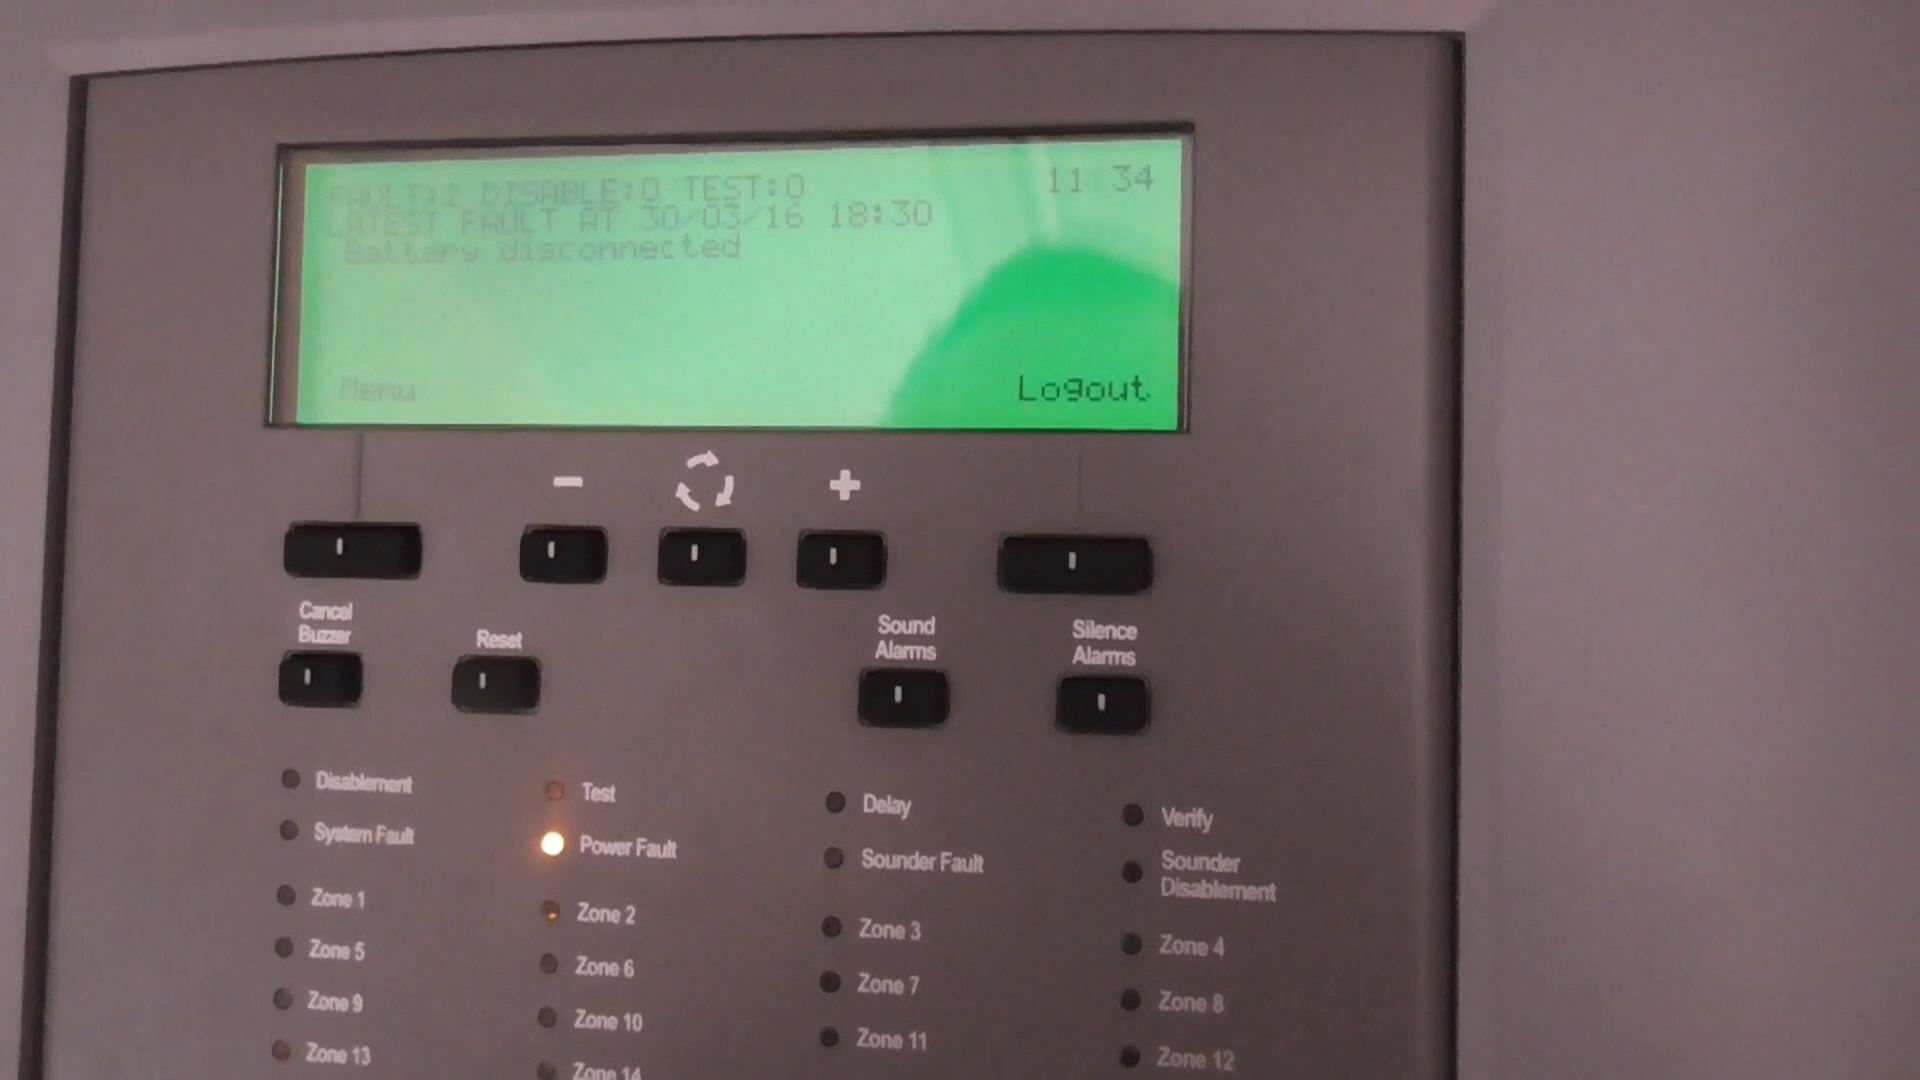 FAULT:2 DISABLE:0 TEST:0 11:34
LATEST FAULT AT 30/03/16 18:30
Battery disconnected
Menu Logout
- +
Cancel
Buzzer
Reset
Sound
Alarms
Silence
Alarms
Disablement
Test
Delay
Verify
System Fault
Power Fault
Sounder Fault
Sounder
Disablement
Zone 1
Zone 2
Zone 3
Zone 4
Zone 5
Zone 6
Zone 7
Zone 8
Zone 9
Zone 10
Zone 11
Zone 12
Zone 13
Zone 14